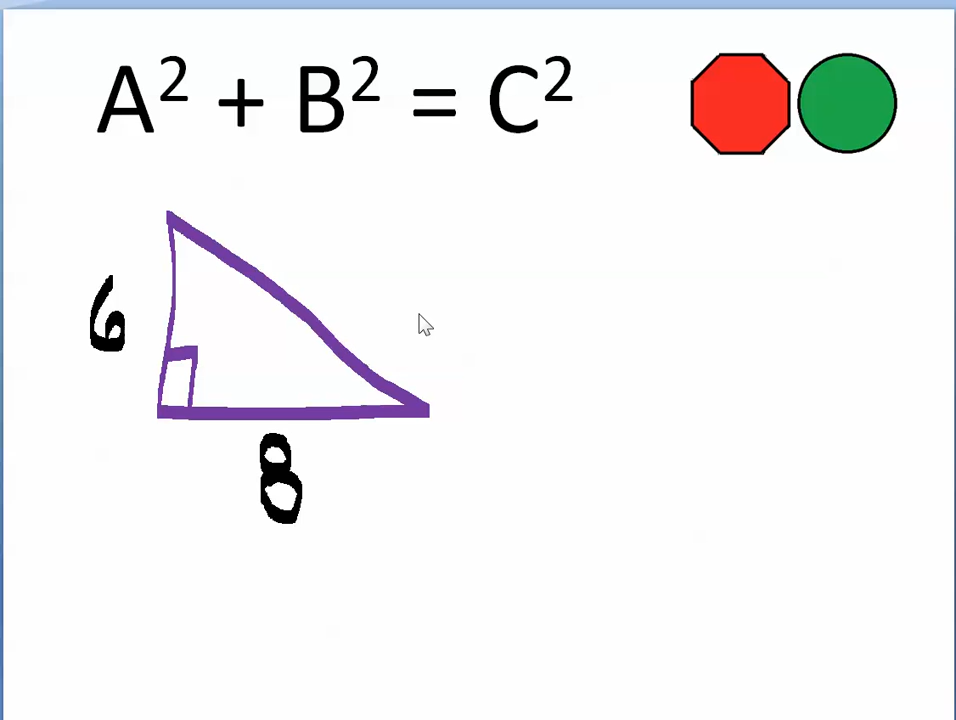 A² + B² = C²
6
8